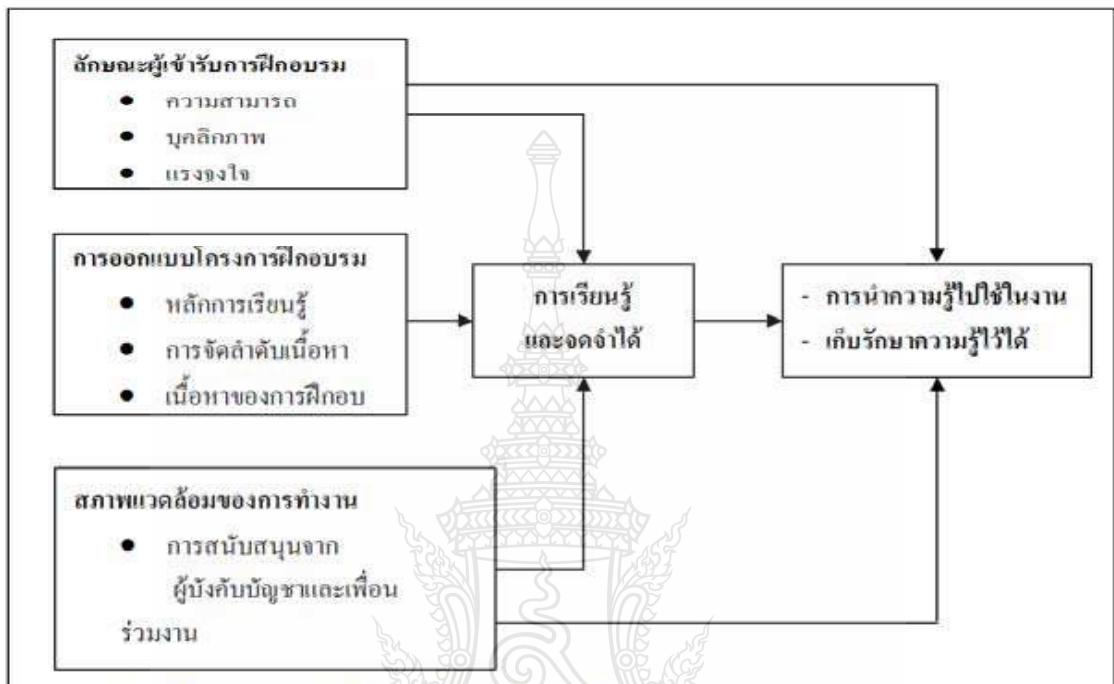 ลักษณะผู้เข้ารับการฝึกอบรม
● ความสามารถ
● บุคลิกภาพ
● แรงจูงใจ
การออกแบบโครงการฝึกอบรม
● หลักการเรียนรู้
● การจัดลำดับเนื้อหา
● เนื้อหาของการฝึกอบ
สภาพแวดล้อมของการทำงาน
● การสนับสนุนจาก
ผู้บังคับบัญชาและเพื่อน
ร่วมงาน
การเรียนรู้
และจดจำได้
- การนำความรู้ไปใช้ในงาน
- เก็บรักษาความรู้ไว้ได้